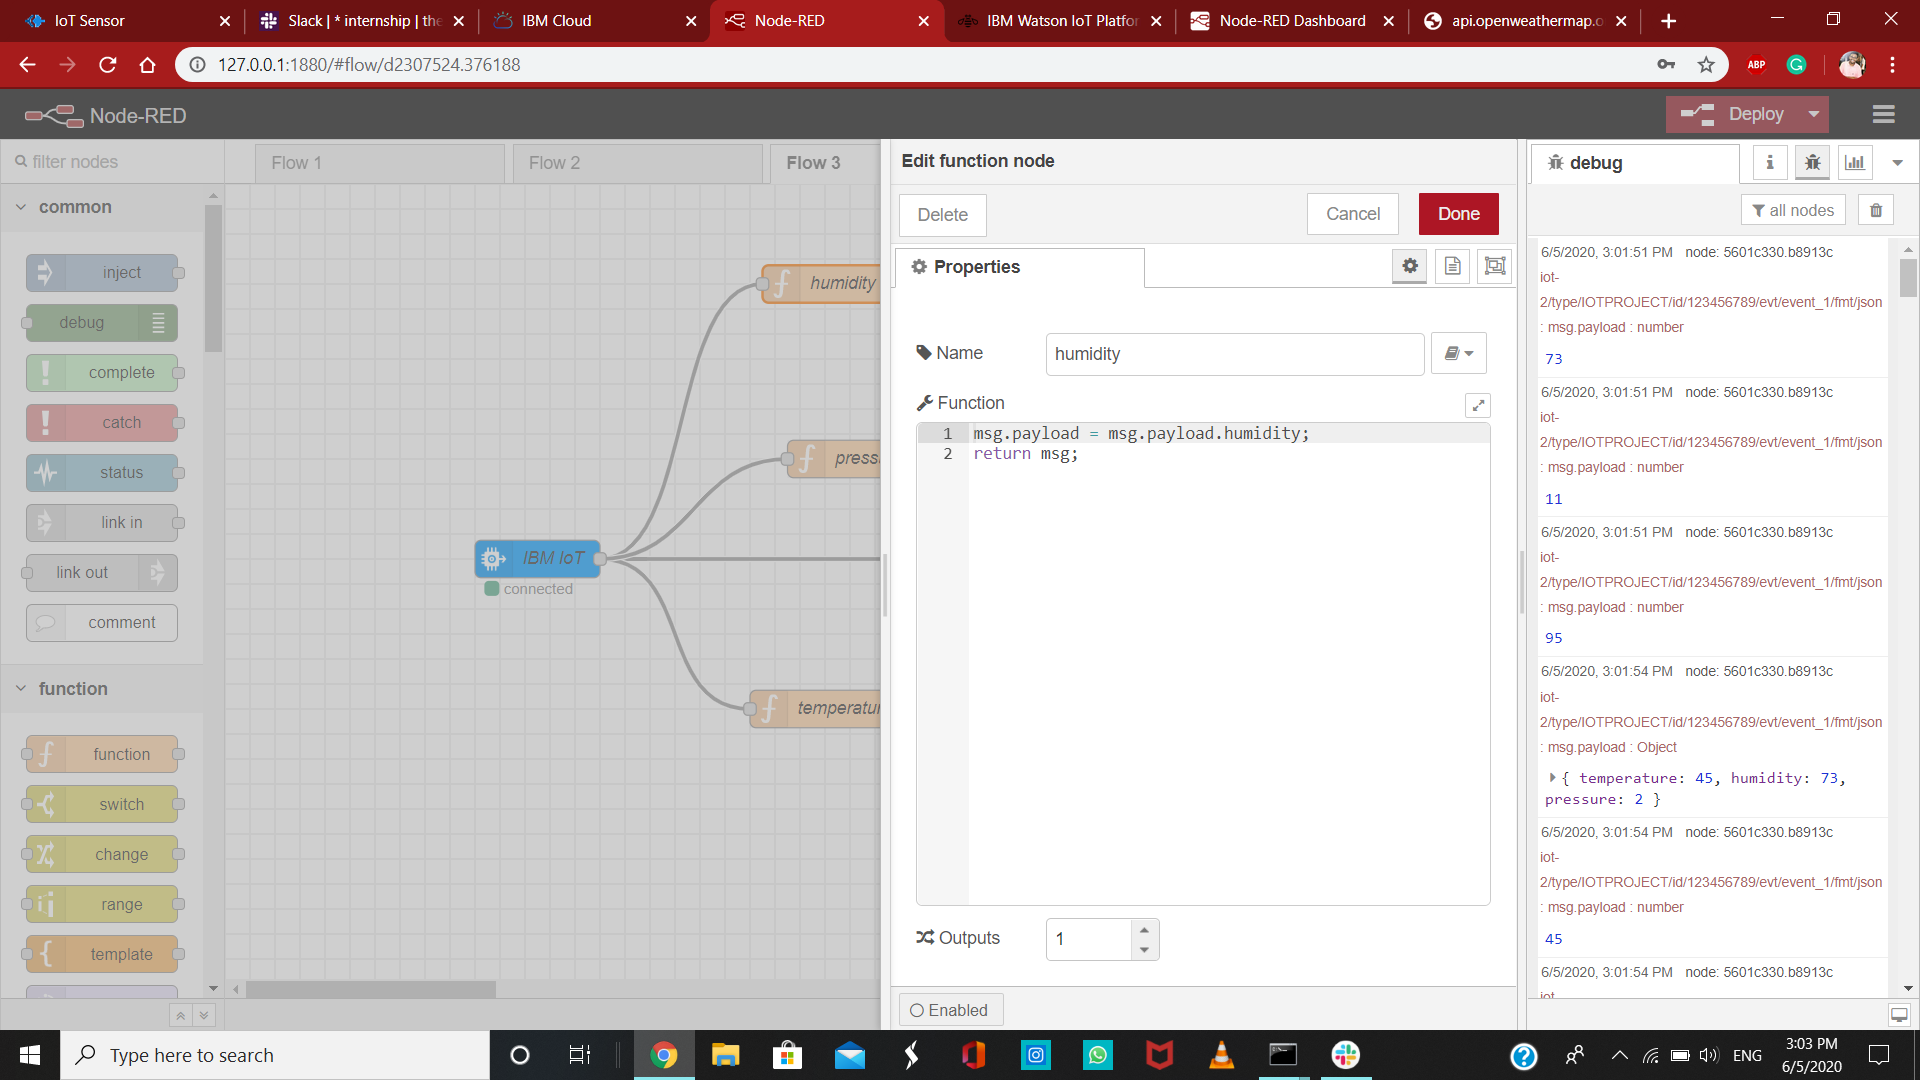 IoT Sensor
Slack | * internship | the
IBM Cloud
Node-RED
IBM Watson IoT Platfor
Node-RED Dashboard
api.openweathermap.o
127.0.0.1:1880/#flow/d2307524.376188
ABP
Node-RED
Deploy
filter nodes
common
inject
debug
complete
catch
status
link in
link out
comment
function
function
switch
change
range
template
Flow 1
Flow 2
Flow 3
humidity
press
IBM IoT
connected
temperatur
Edit function node
Delete
Cancel
Done
Properties
Name
humidity
Function
1 msg.payload = msg.payload.humidity;
2 return msg;
Outputs
1
Enabled
debug
all nodes
6/5/2020, 3:01:51 PM node: 5601c330.b8913c
iot-
2/type/IOTPROJECT/id/123456789/evt/event_1/fmt/json
: msg.payload : number
73
6/5/2020, 3:01:51 PM node: 5601c330.b8913c
iot-
2/type/IOTPROJECT/id/123456789/evt/event_1/fmt/json
: msg.payload : number
11
6/5/2020, 3:01:51 PM node: 5601c330.b8913c
iot-
2/type/IOTPROJECT/id/123456789/evt/event_1/fmt/json
: msg.payload : number
95
6/5/2020, 3:01:54 PM node: 5601c330.b8913c
iot-
2/type/IOTPROJECT/id/123456789/evt/event_1/fmt/json
: msg.payload : Object
{ temperature: 45, humidity: 73,
pressure: 2 }
6/5/2020, 3:01:54 PM node: 5601c330.b8913c
iot-
2/type/IOTPROJECT/id/123456789/evt/event_1/fmt/json
: msg.payload : number
45
6/5/2020, 3:01:54 PM node: 5601c330.b8913c
iot-
Type here to search
ENG
3:03 PM
6/5/2020